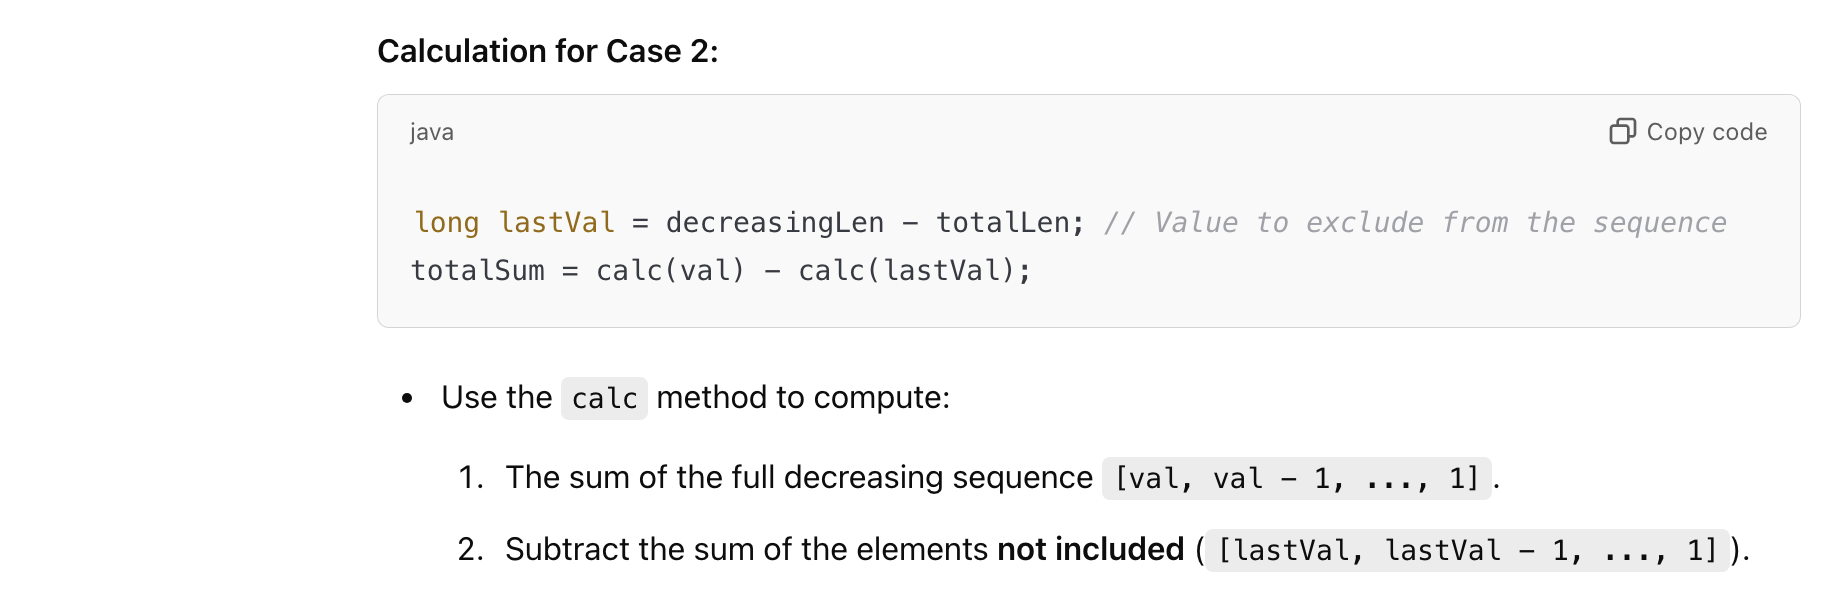 Calculation for Case 2:
java
Copy code
long lastVal = decreasingLen − totalLen; // Value to exclude from the sequence
totalSum = calc(val) − calc(lastVal);
• Use the calc method to compute:
1. The sum of the full decreasing sequence [val, val − 1, ..., 1].
2. Subtract the sum of the elements not included ([lastVal, lastVal − 1, ..., 1]).